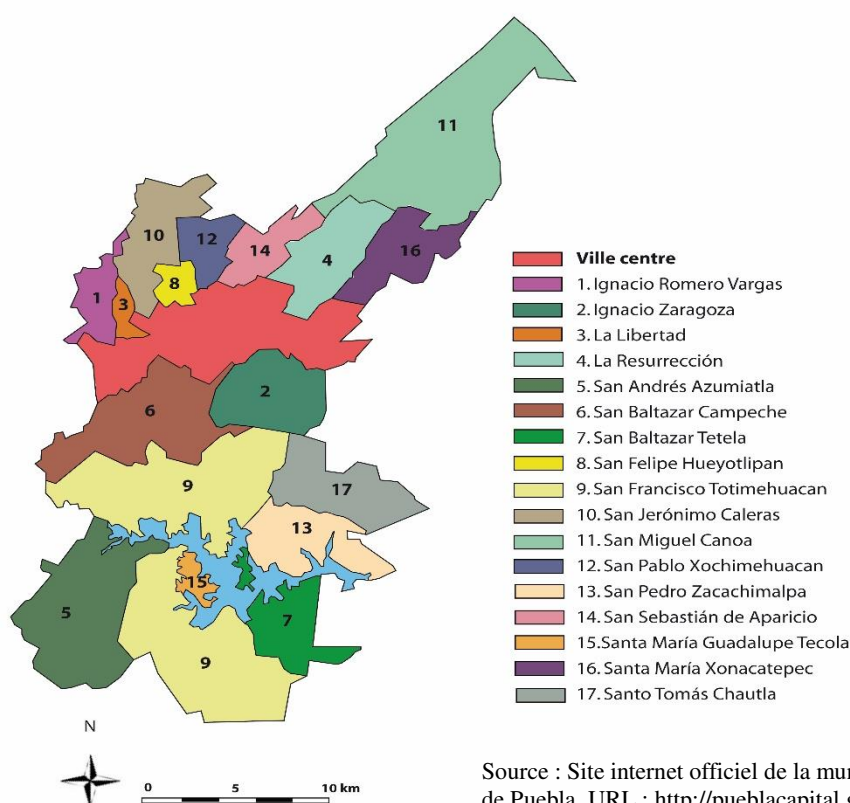 11
10
12
14
4
16
8
1
3
2
6
9
17
13
15
5
7
9
Ville centre
1. Ignacio Romero Vargas
2. Ignacio Zaragoza
3. La Libertad
4. La Resurrección
5. San Andrés Azumiatla
6. San Baltazar Campeche
7. San Baltazar Tetela
8. San Felipe Hueyotlipan
9. San Francisco Totimehuacan
10. San Jerónimo Caleras
11. San Miguel Canoa
12. San Pablo Xochimehuacan
13. San Pedro Zacachimalpa
14. San Sebastián de Aparicio
15.Santa María Guadalupe Tecola
16. Santa María Xonacatepec
17. Santo Tomás Chautla
N
0 5 10 km
Source : Site internet officiel de la mun
de Puebla. URL : http://pueblacapital.g